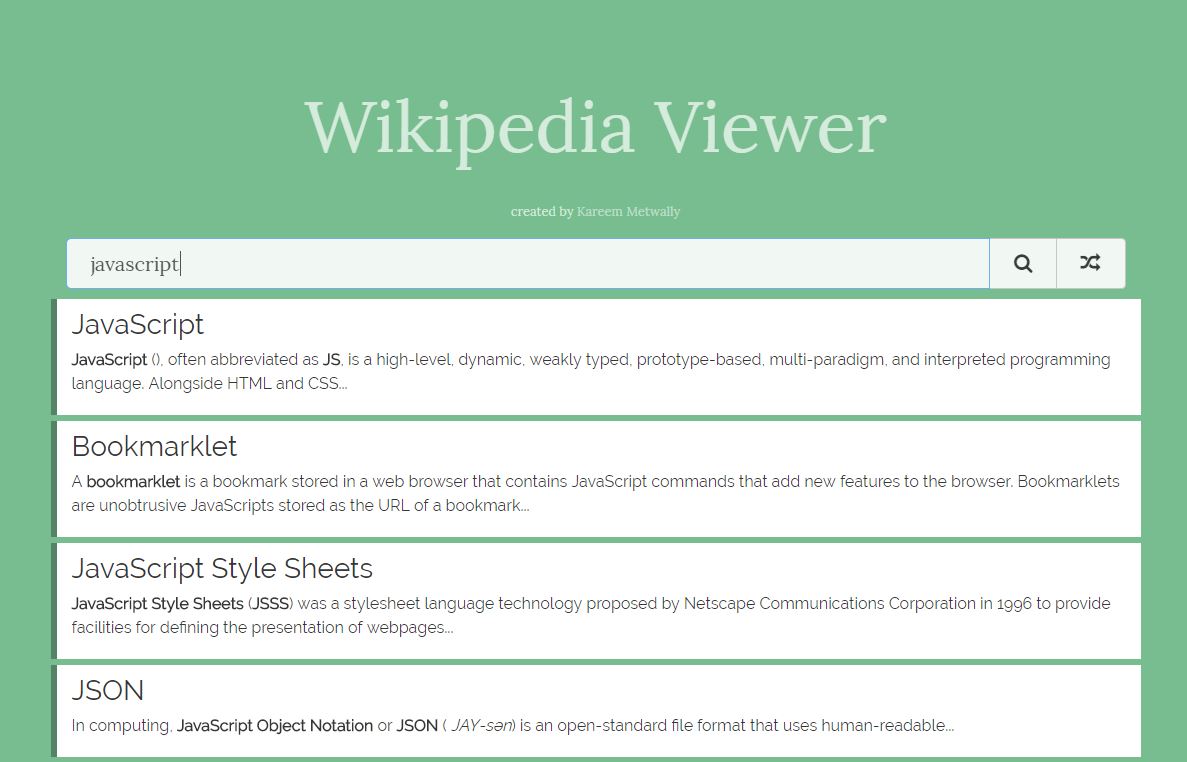 Wikipedia Viewer
created by Kareem Metwally
javascript
JavaScript
JavaScript (), often abbreviated as JS, is a high-level, dynamic, weakly typed, prototype-based, multi-paradigm, and interpreted programming
language. Alongside HTML and CSS...
Bookmarklet
A bookmarklet is a bookmark stored in a web browser that contains JavaScript commands that add new features to the browser. Bookmarklets
are unobtrusive JavaScripts stored as the URL of a bookmark...
JavaScript Style Sheets
JavaScript Style Sheets (JSSS) was a stylesheet language technology proposed by Netscape Communications Corporation in 1996 to provide
facilities for defining the presentation of webpages...
JSON
In computing, JavaScript Object Notation or JSON ( JAY-sən) is an open-standard file format that uses human-readable...